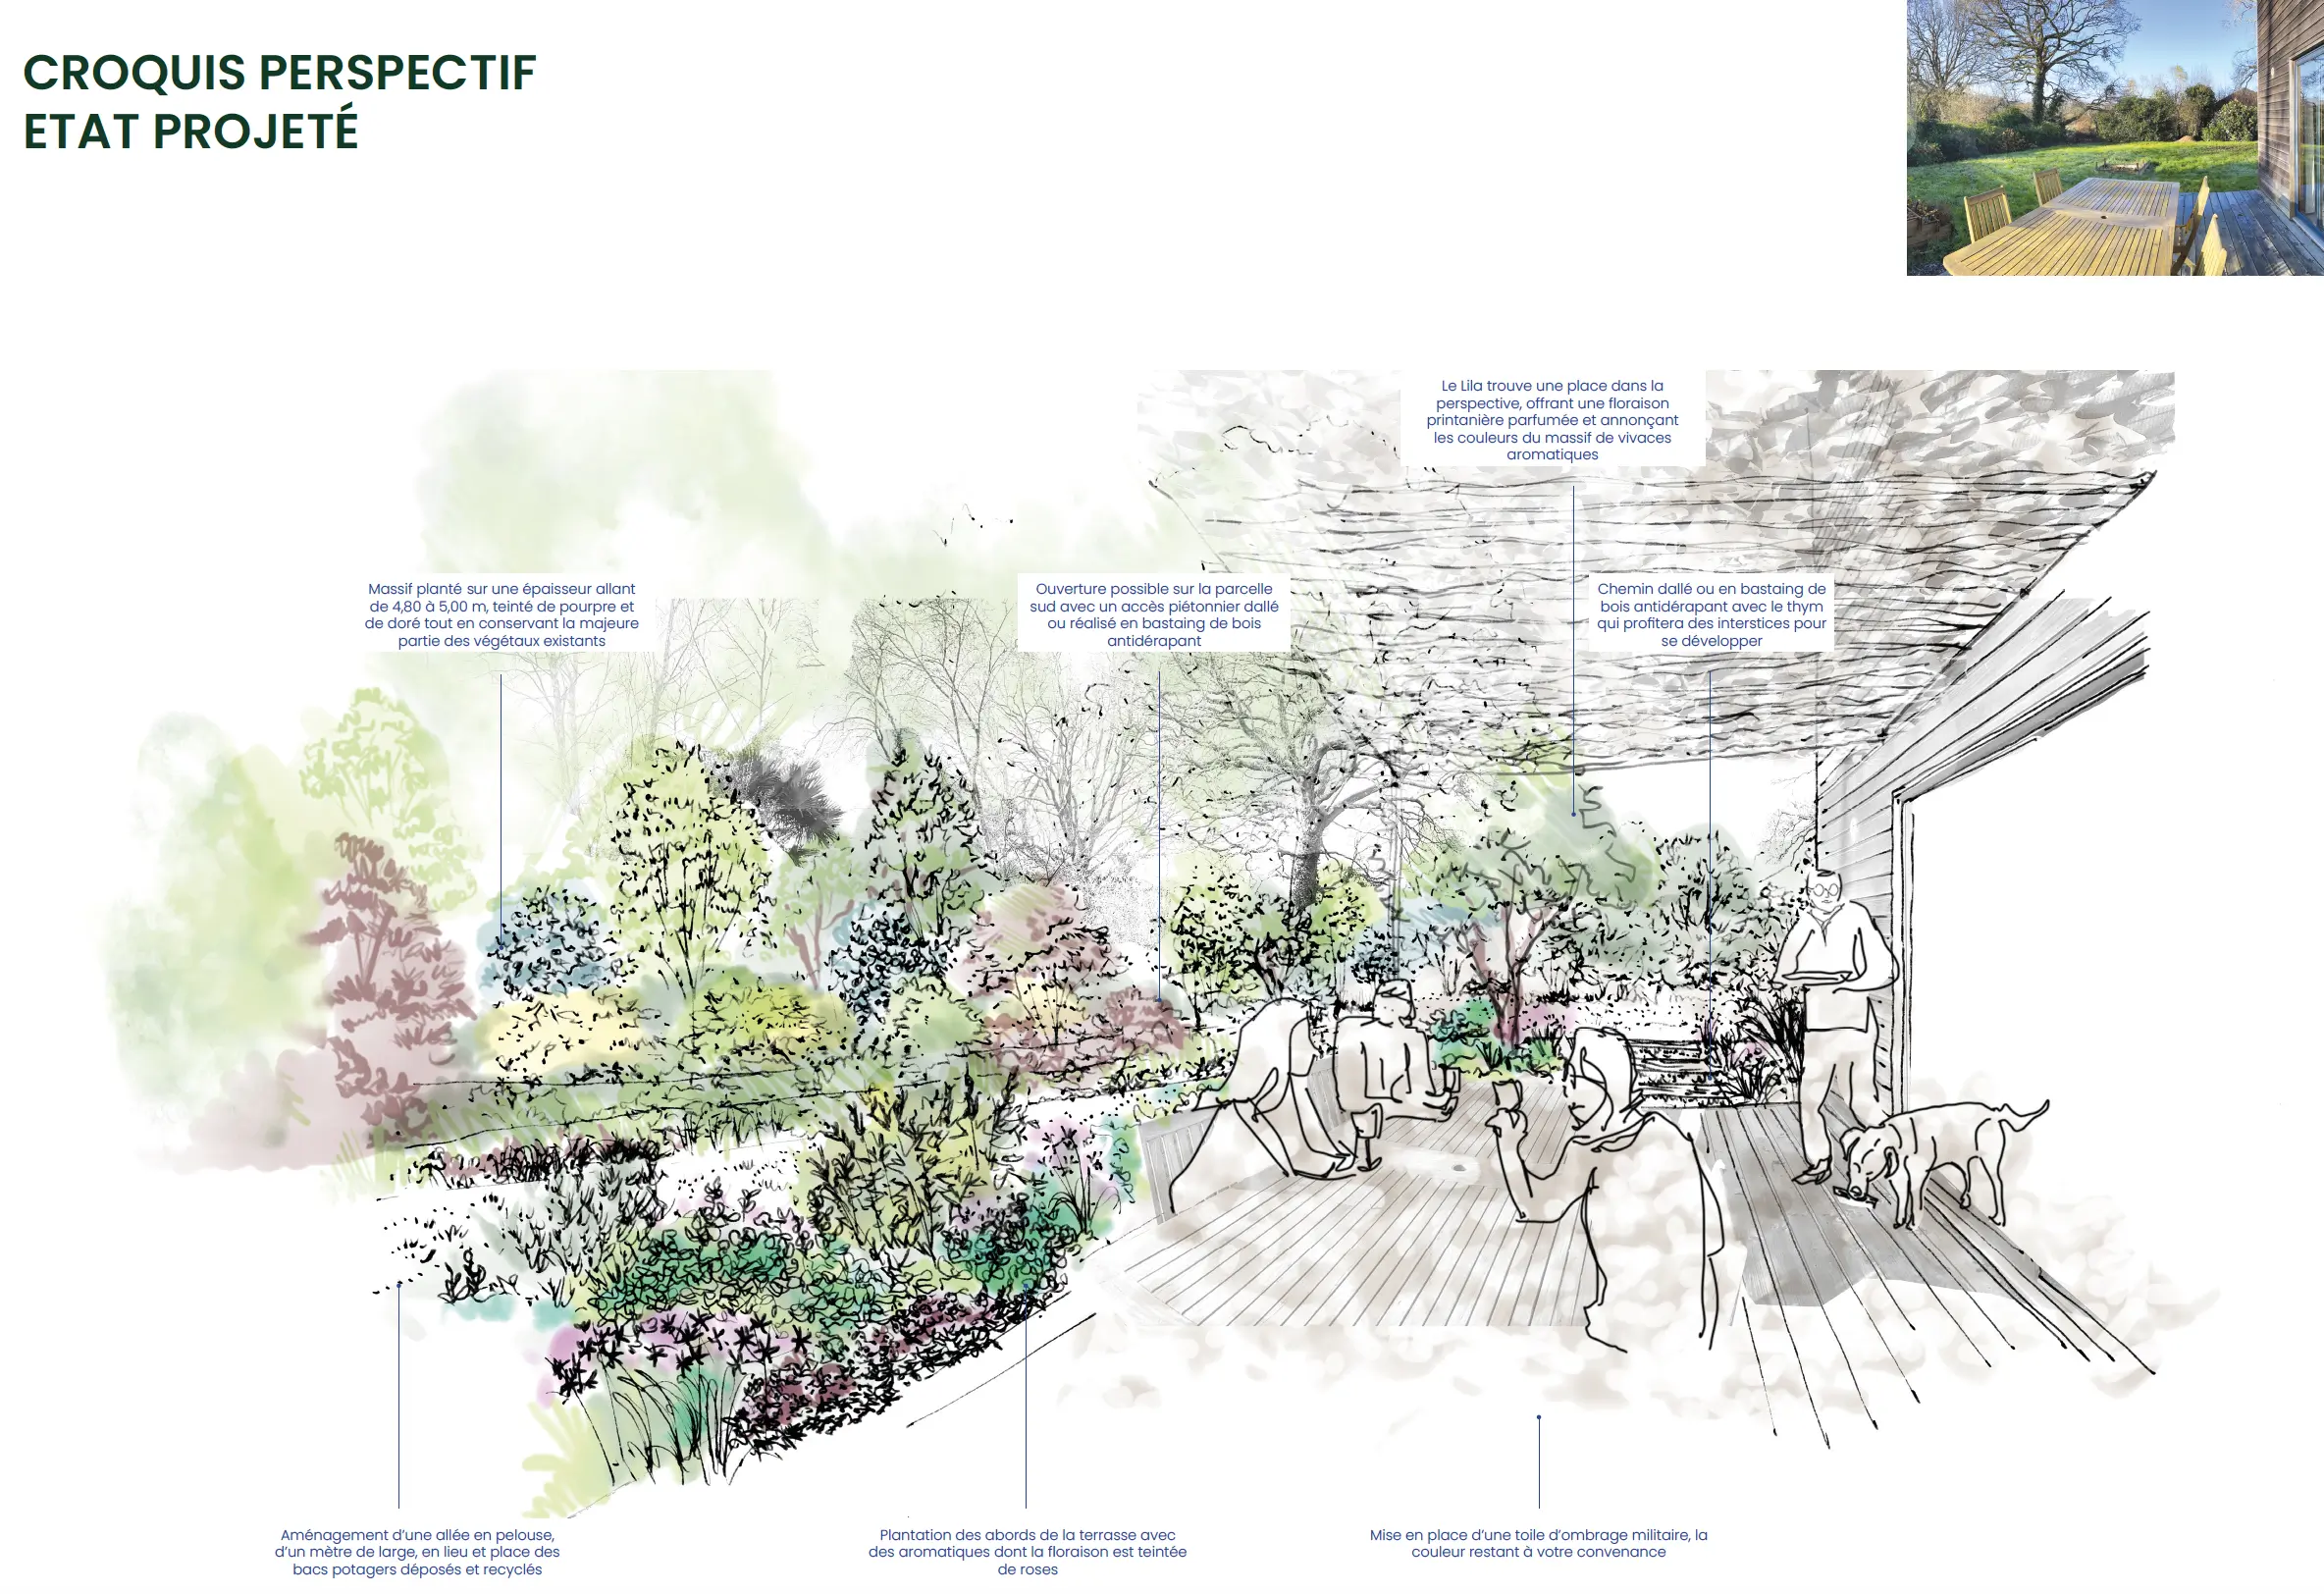 CROQUIS PERSPECTIF
ETAT PROJETÉ
Le Lila trouve une place dans la
perspective, offrant une floraison
printanière parfumée et annonçant
les couleurs du massif de vivaces
aromatiques
Massif planté sur une épaisseur allant
de 4,80 à 5,00 m, teinté de pourpre et
de doré tout en conservant la majeure
partie des végétaux existants
Ouverture possible sur la parcelle
sud avec un accès piétonnier dallé
ou réalisé en bastaing de bois
antidérapant
Chemin dallé ou en bastaing de
bois antidérapant avec le thym
qui profitera des interstices pour
se développer
Aménagement d'une allée en pelouse,
d'un mètre de large, en lieu et place des
bacs potagers déposés et recyclés
Plantation des abords de la terrasse avec
des aromatiques dont la floraison est teintée
de roses
Mise en place d'une toile d'ombrage militaire, la
couleur restant à votre convenance